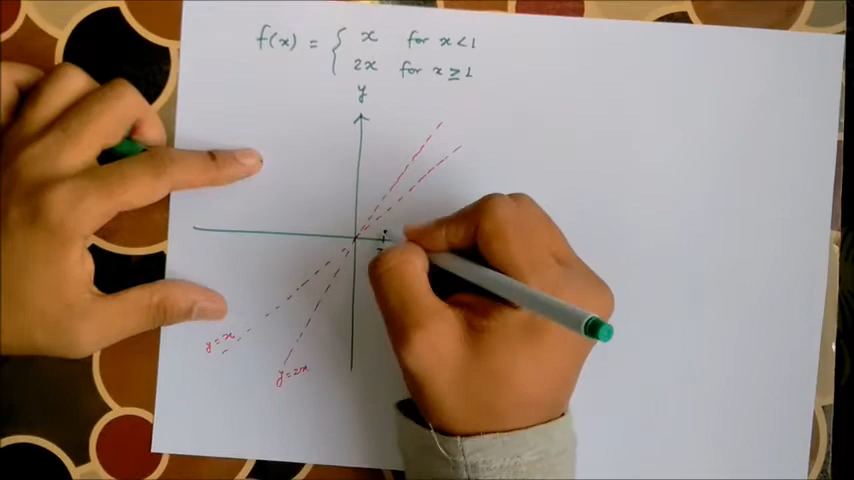 f(x) = { x for x<1
2x for x ≥ 1
y
y = x
y = 2x